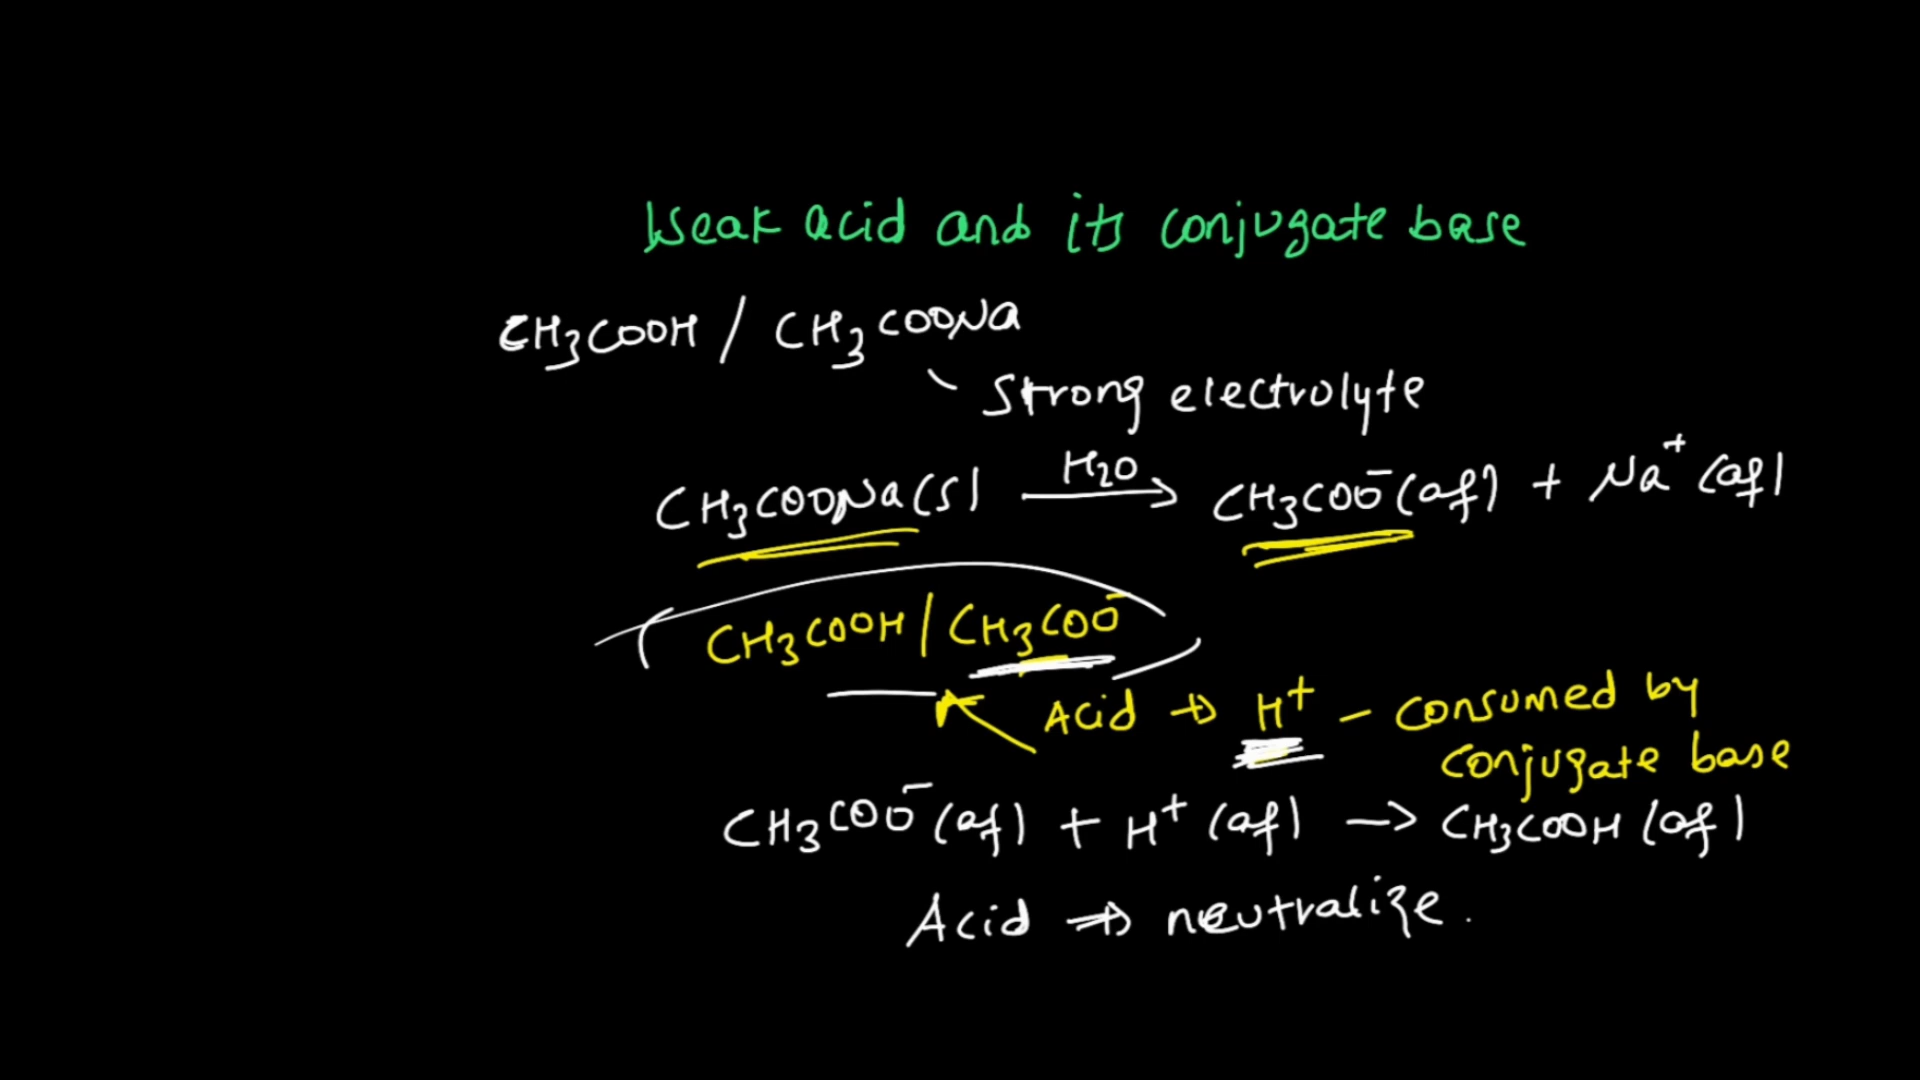 Weak acid and its conjugate base
CH₃COOH / CH₃COONa
Strong electrolyte
CH₃COONa(s) —H₂O→ CH₃COO⁻(aq) + Na⁺(aq)
CH₃COOH / CH₃COO⁻
Acid → H⁺ – consumed by
conjugate base
CH₃COO⁻(aq) + H⁺(aq) → CH₃COOH(aq)
Acid ⇒ neutralize.